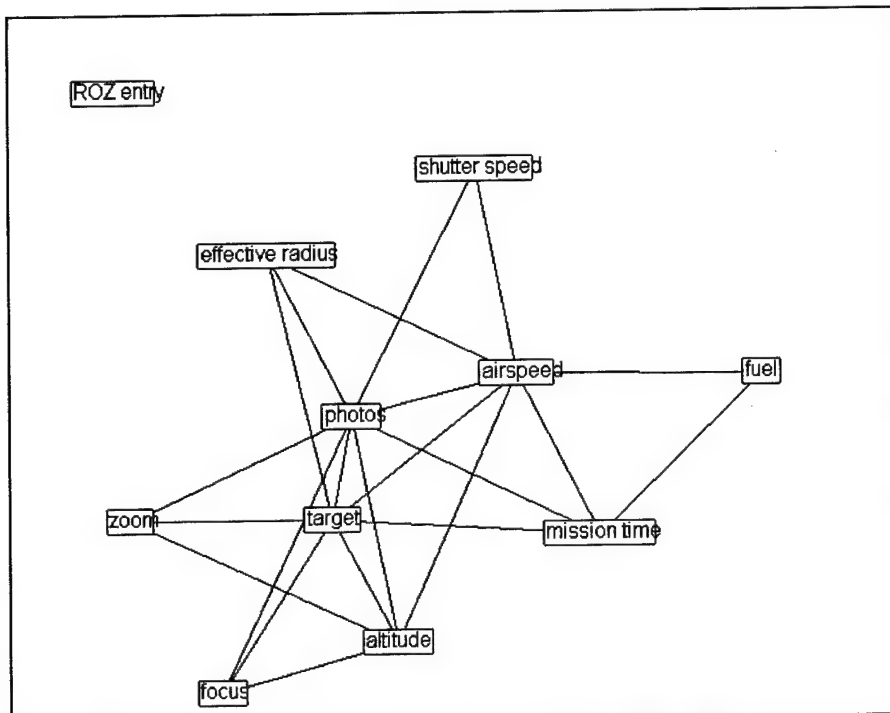 ROZ entry
shutter speed
effective radius
airspeed
fuel
photos
target
zoom
mission time
altitude
focus